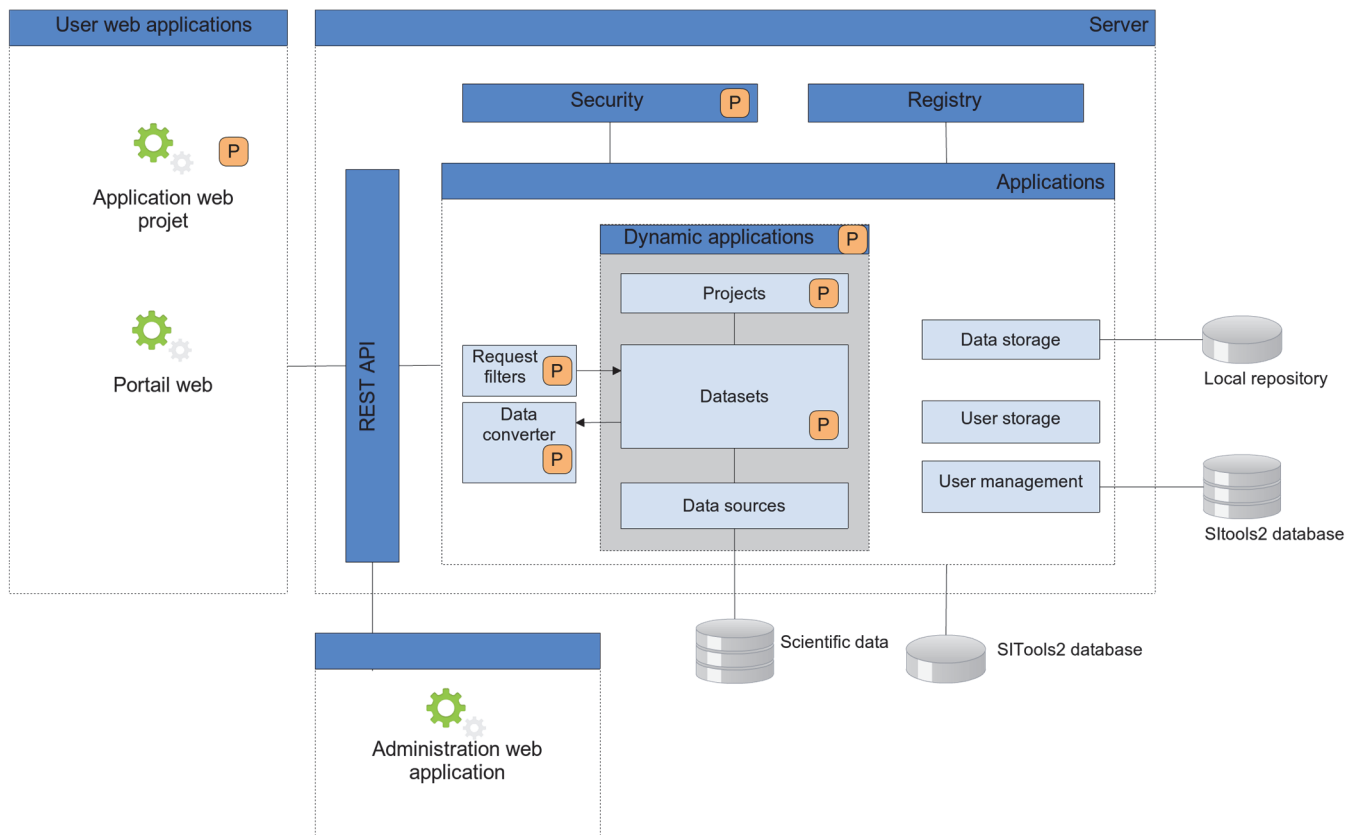 User web applications
Server
Security
P
Registry
P
Application web
projet
Applications
Dynamic applications
P
Projects
P
Portail web
REST API
Request
filters
P
Datasets
P
Data
converter
P
Data sources
Data storage
Local repository
User storage
User management
SItools2 database
Scientific data
SITools2 database
Administration web
application